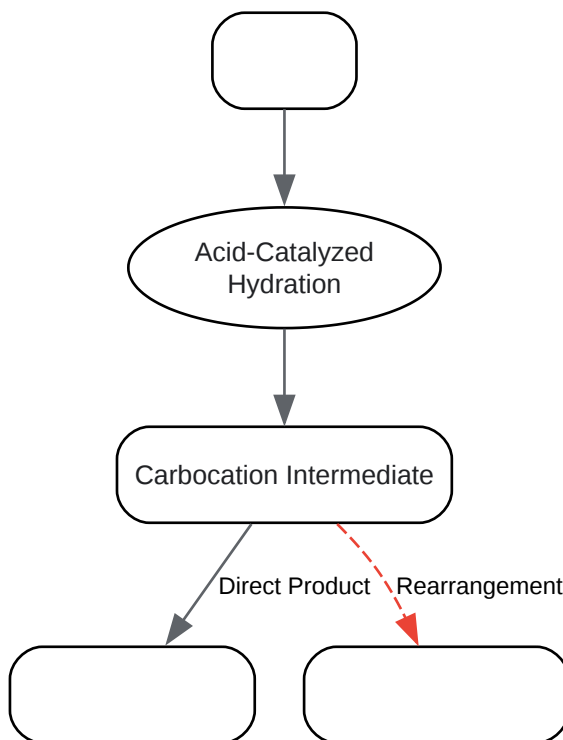 Acid-Catalyzed
Hydration
Carbocation Intermediate
Direct Product
Rearrangement